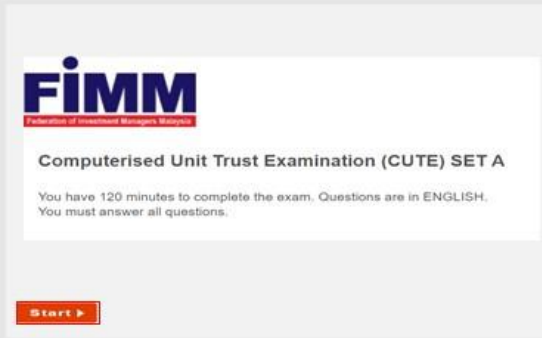 FiMM
Federation of Investment Managers Malaysia
Computerised Unit Trust Examination (CUTE) SET A
You have 120 minutes to complete the exam. Questions are in ENGLISH.
You must answer all questions.
Start